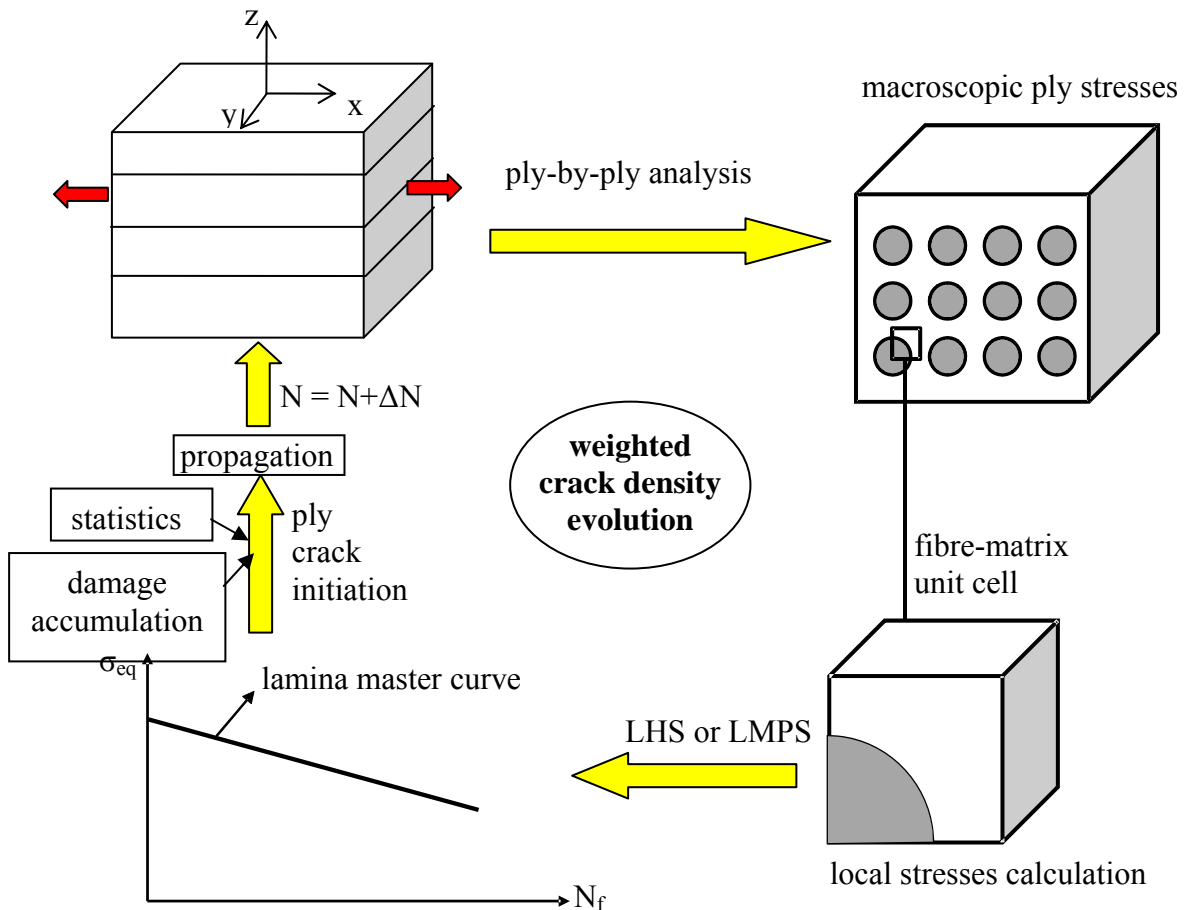 z
x
y
macroscopic ply stresses
ply-by-ply analysis
N = N+ΔN
propagation
statistics
ply
crack
initiation
damage
accumulation
weighted
crack density
evolution
fibre-matrix
unit cell
σeq
lamina master curve
LHS or LMPS
local stresses calculation
Nf